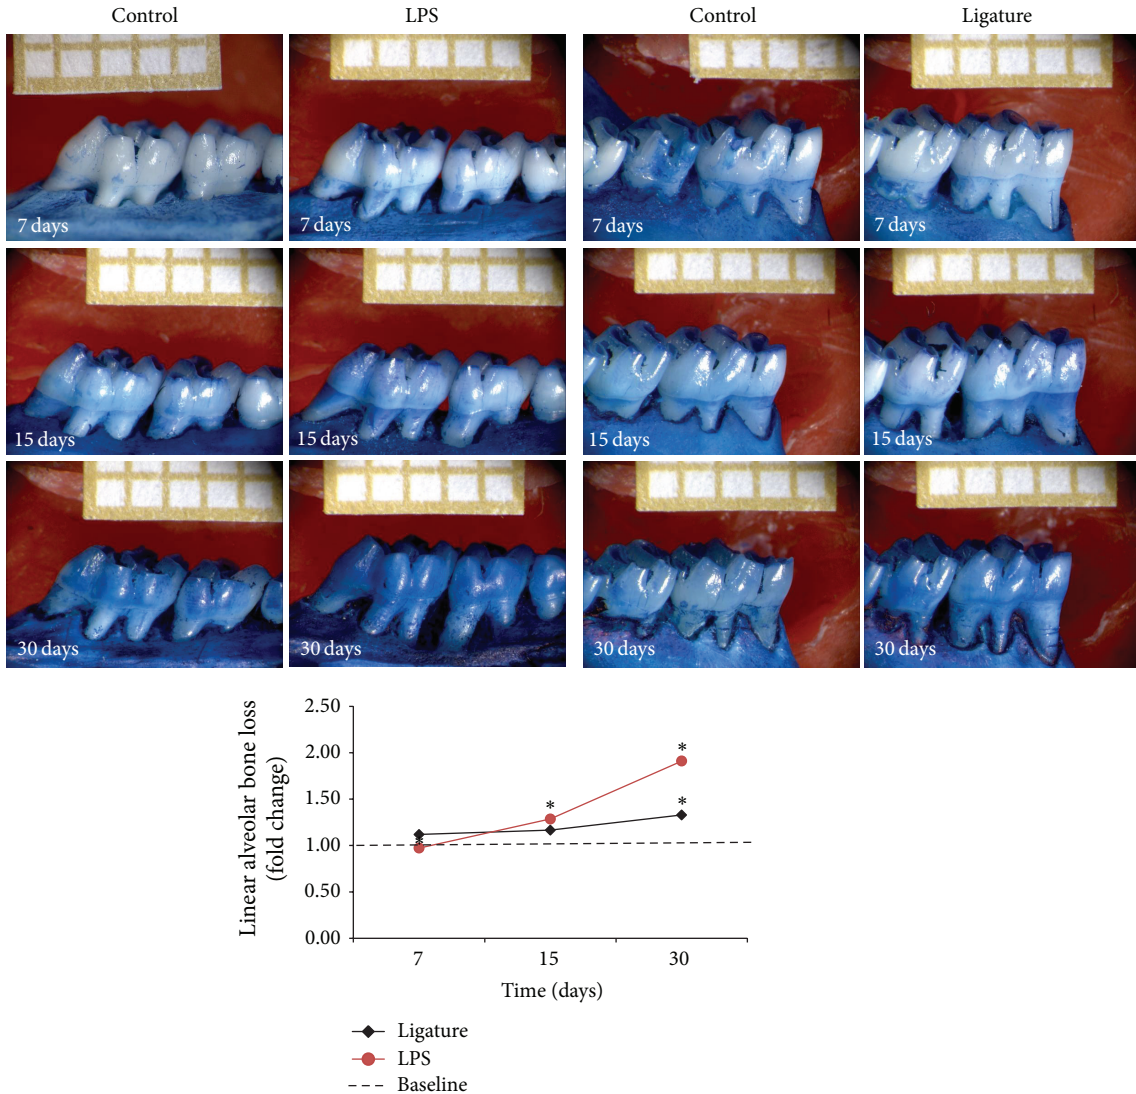 Control LPS Control Ligature
7 days 7 days 7 days 7 days
15 days 15 days 15 days 15 days
30 days 30 days 30 days 30 days
Linear alveolar bone loss
(fold change)
2.50
2.00
1.50
1.00
0.50
0.00
*
*
*
*
7 15 30
Time (days)
Ligature
LPS
Baseline